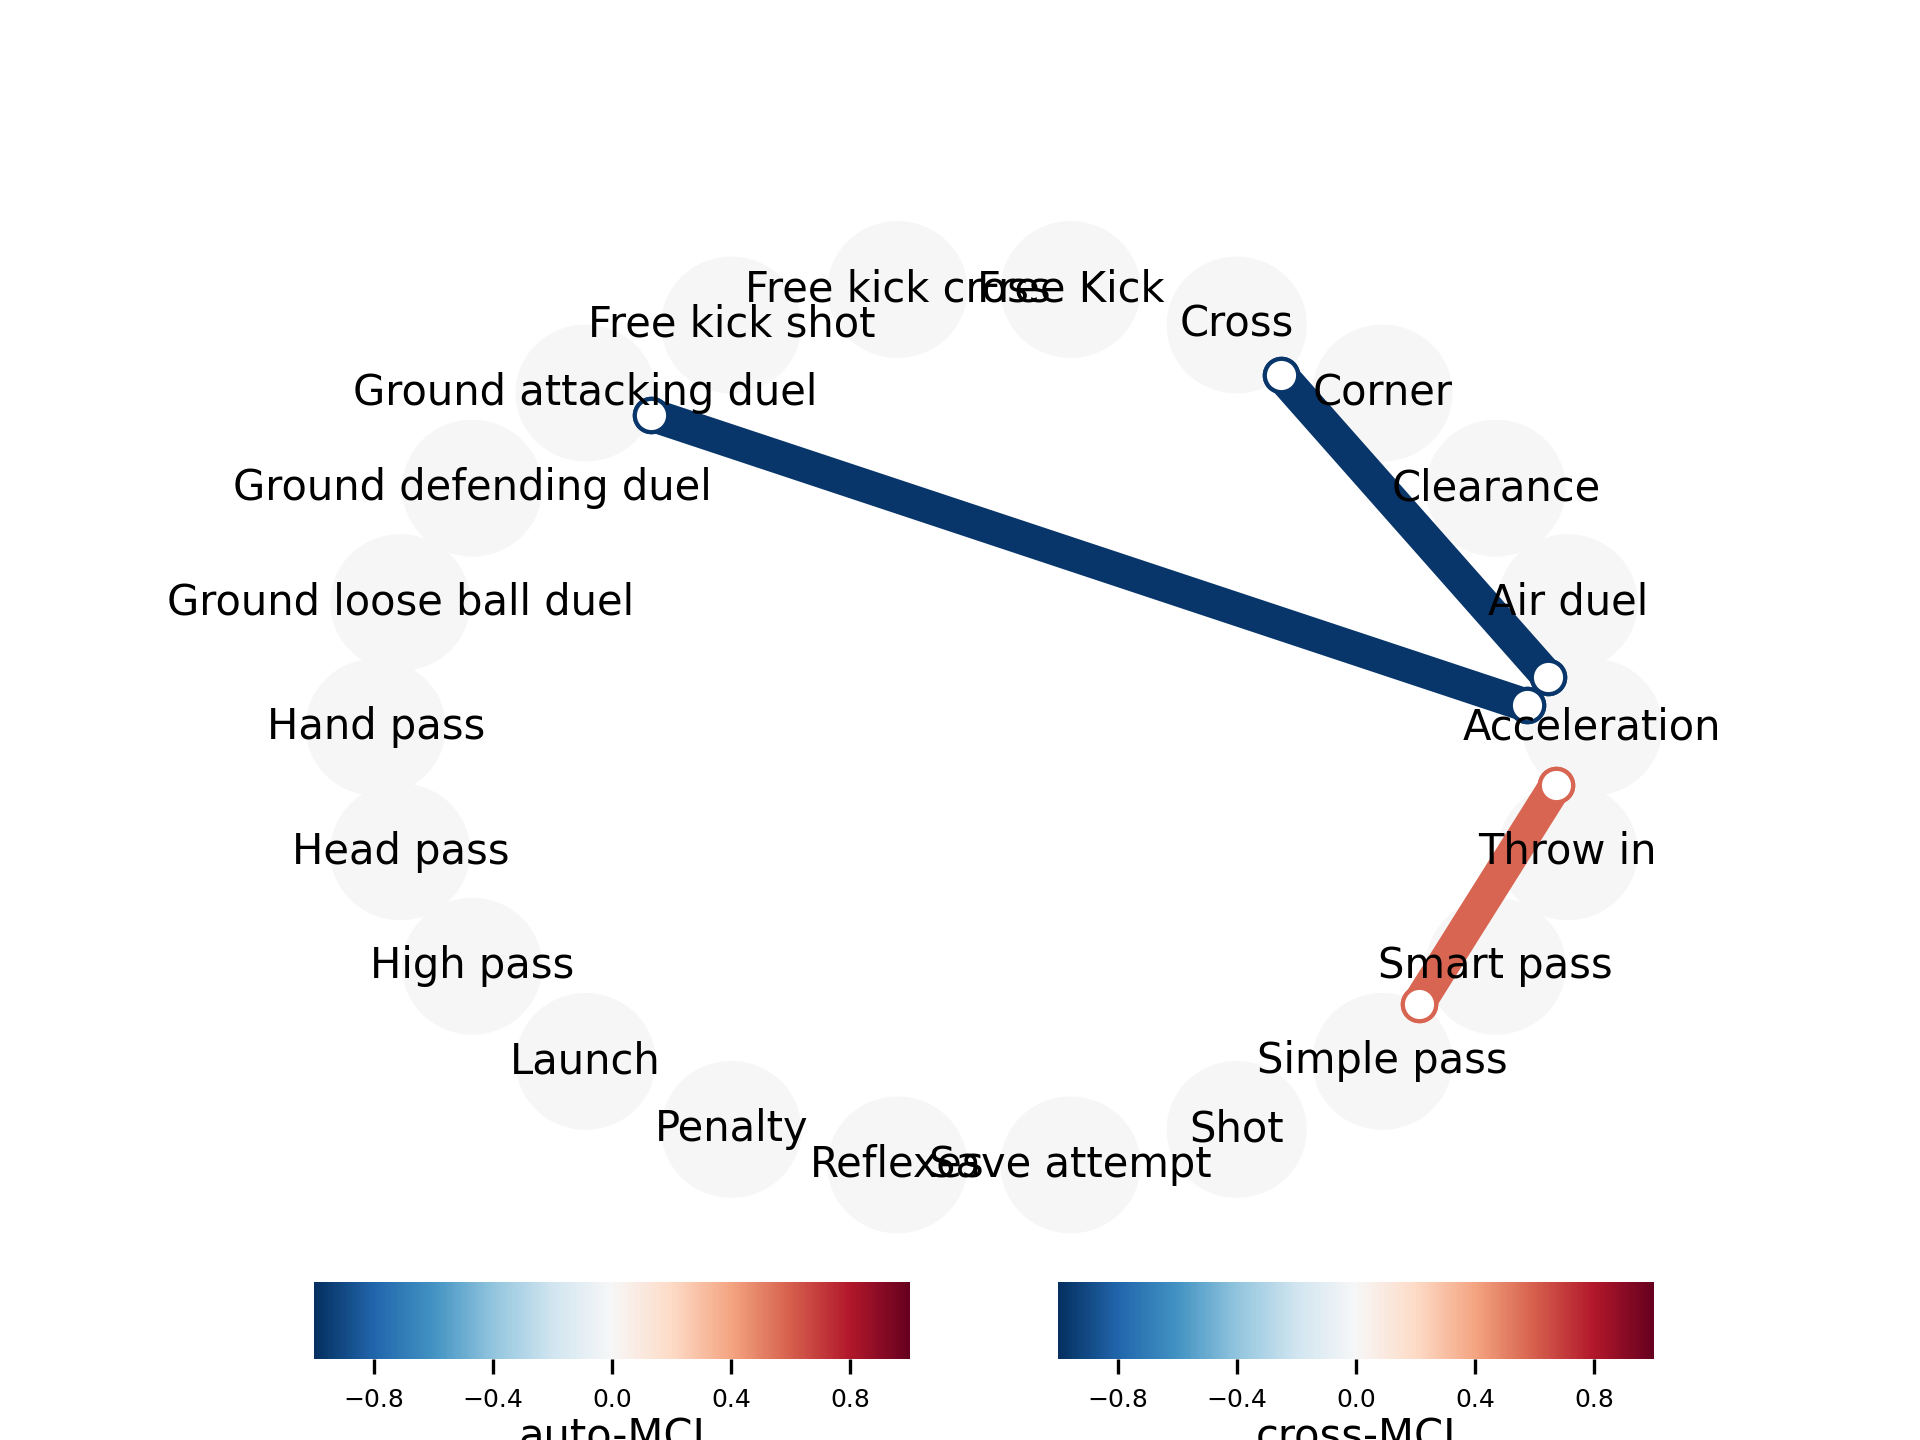 Free kick cross
Free Kick
Free kick shot
Cross
Ground attacking duel
Corner
Ground defending duel
Clearance
Ground loose ball duel
Air duel
Hand pass
Acceleration
Head pass
Throw in
High pass
Smart pass
Launch
Simple pass
Penalty
Shot
Reflexes
Save attempt
−0.8 −0.4 0.0 0.4 0.8
−0.8 −0.4 0.0 0.4 0.8
auto-MCI
cross-MCI